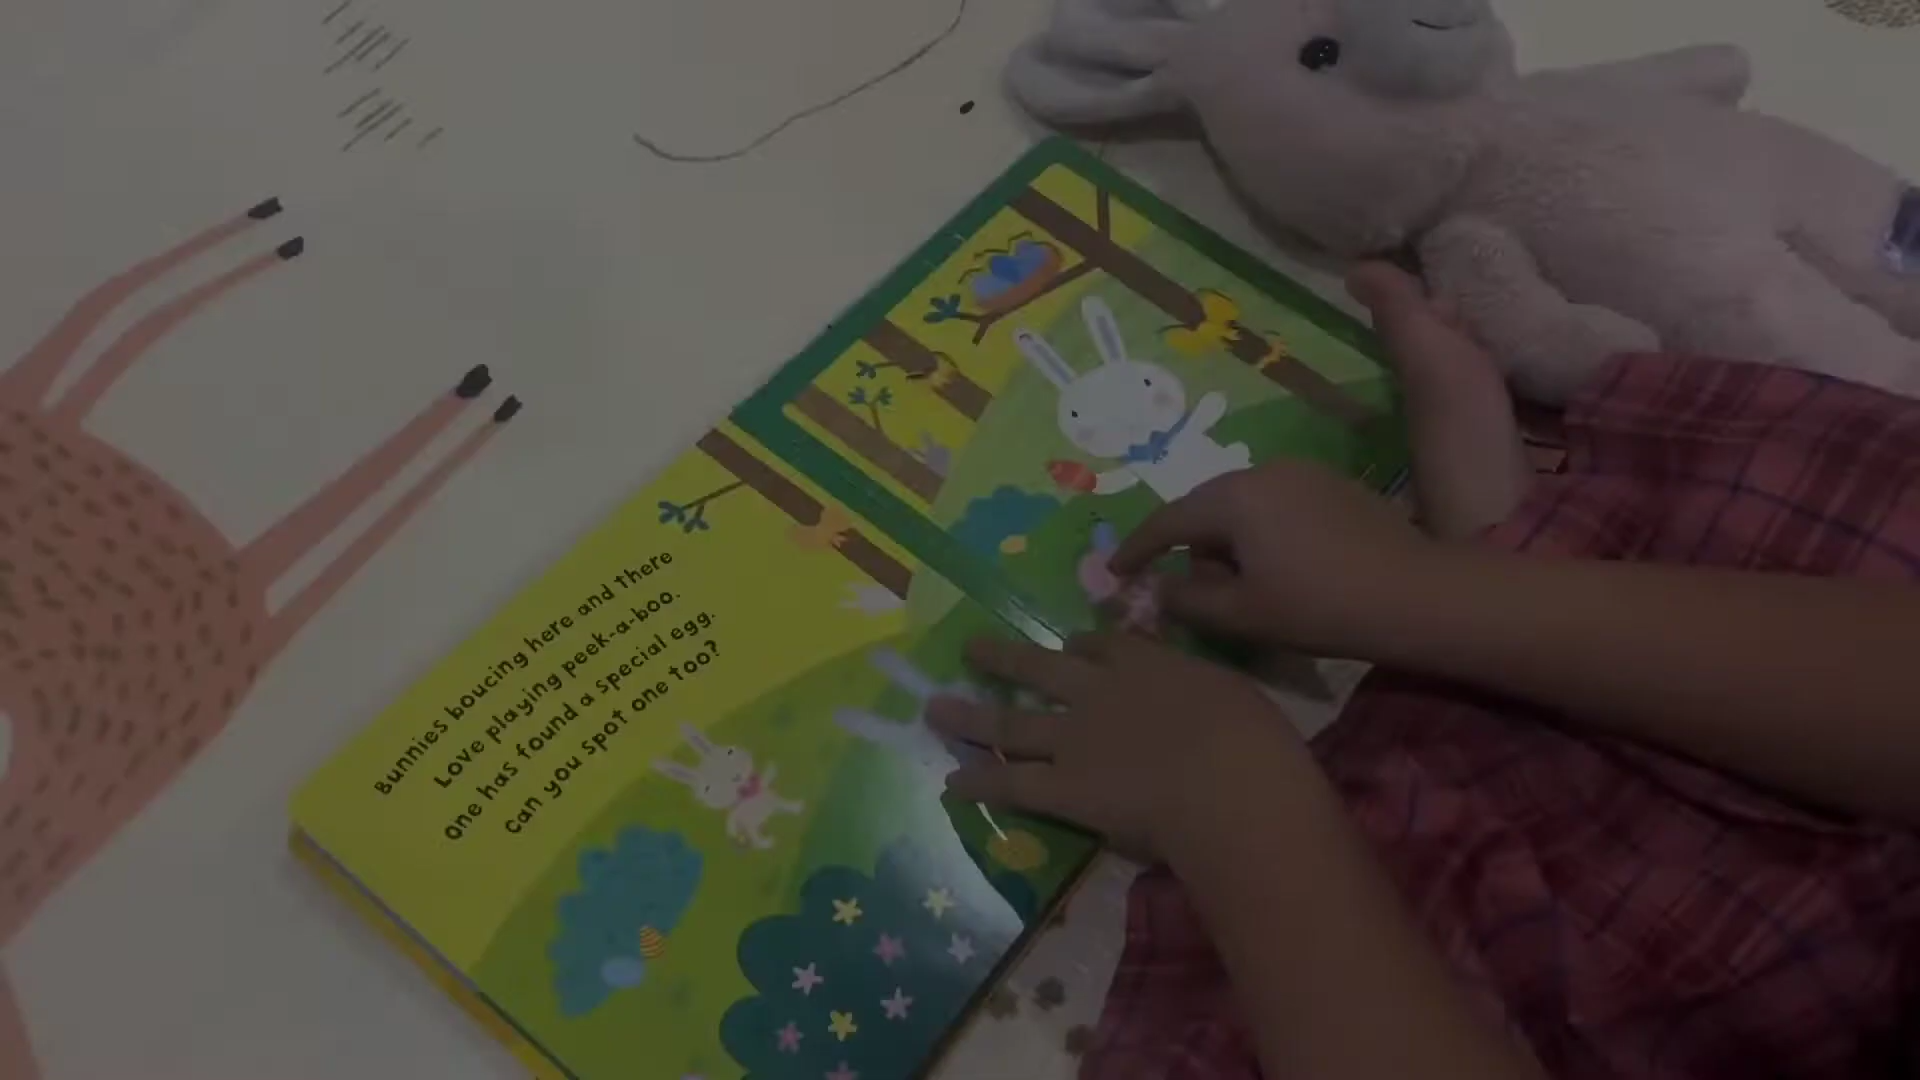 Bunnies boucing here and there
Love playing peek-a-boo.
one has found a special egg.
can you spot one too?